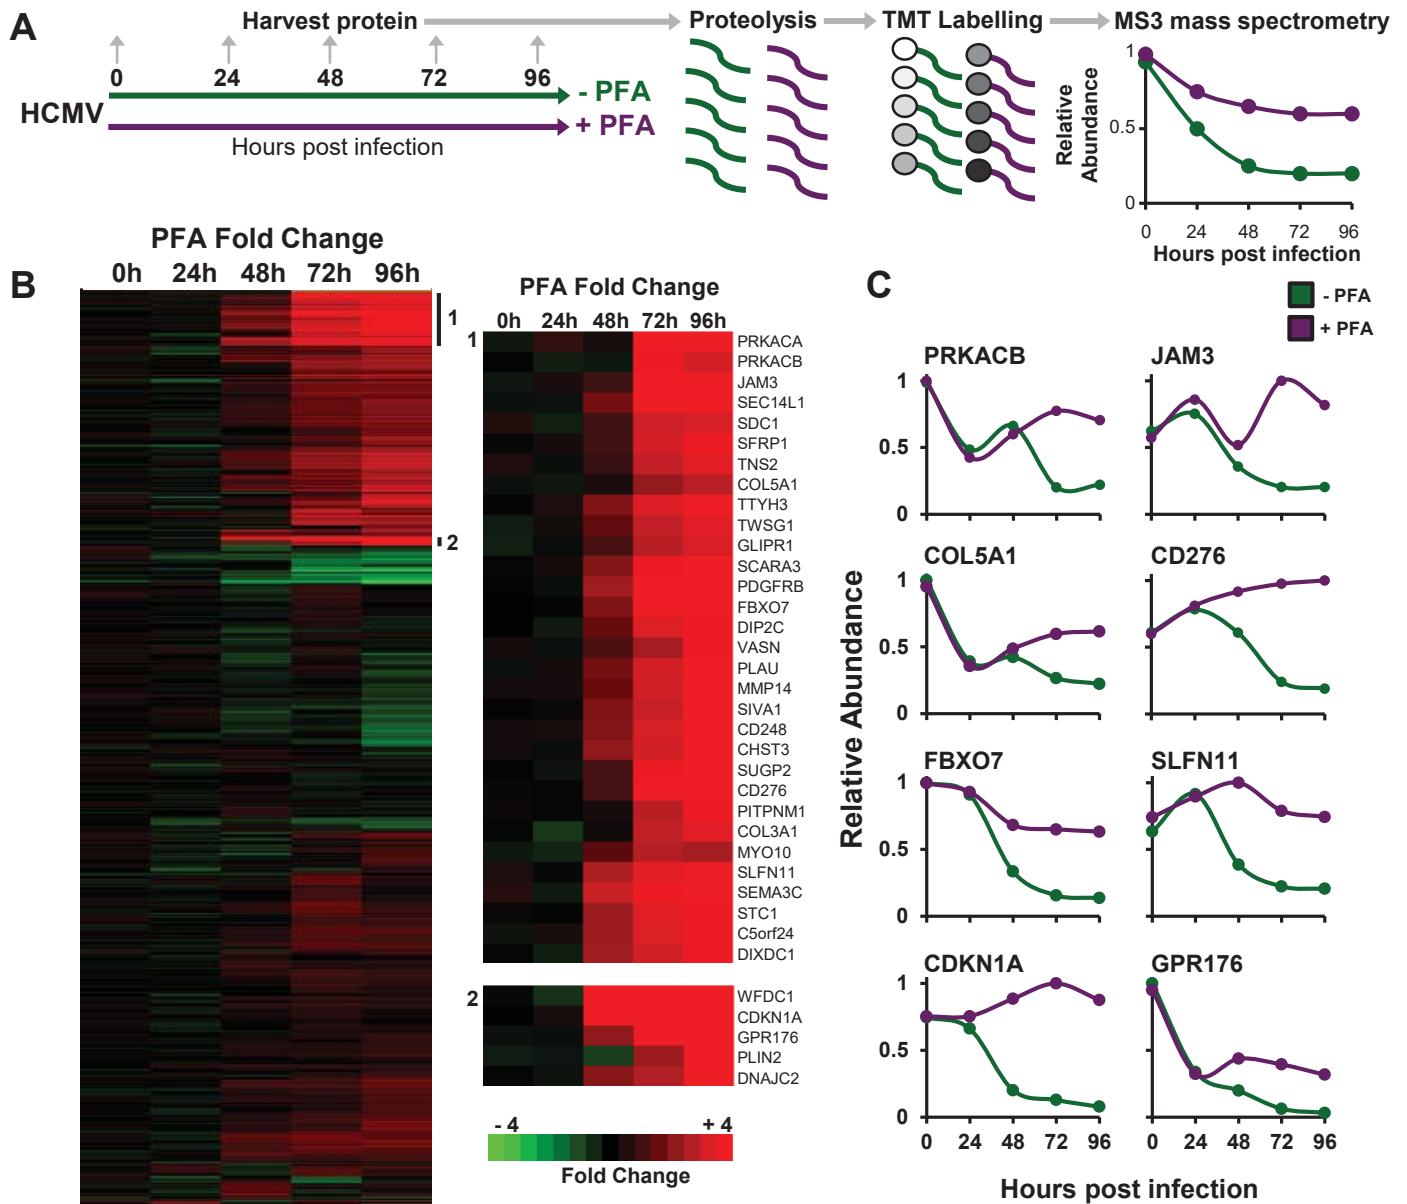 A
Harvest protein
Proteolysis
TMT Labelling
MS3 mass spectrometry
0 24 48 72 96
HCMV
- PFA
+ PFA
Hours post infection
Relative
Abundance
1
0.5
0
0 24 48 72 96
Hours post infection
B
PFA Fold Change
0h 24h 48h 72h 96h
1
2
PFA Fold Change
0h 24h 48h 72h 96h
1
PRKACA
PRKACB
JAM3
SEC14L1
SDC1
SFRP1
TNS2
COL5A1
TTYH3
TWSG1
GLIPR1
SCARA3
PDGFRB
FBXO7
DIP2C
VASN
PLAU
MMP14
SIVA1
CD248
CHST3
SUGP2
CD276
PITPNM1
COL3A1
MYO10
SLFN11
SEMA3C
STC1
C5orf24
DIXDC1
2
WFDC1
CDKN1A
GPR176
PLIN2
DNAJC2
- 4 + 4
Fold Change
C
- PFA
+ PFA
Relative Abundance
PRKACB
1
0.5
0
JAM3
COL5A1
1
0.5
0
CD276
FBXO7
1
0.5
0
SLFN11
CDKN1A
1
0.5
0
0 24 48 72 96
GPR176
0 24 48 72 96
Hours post infection